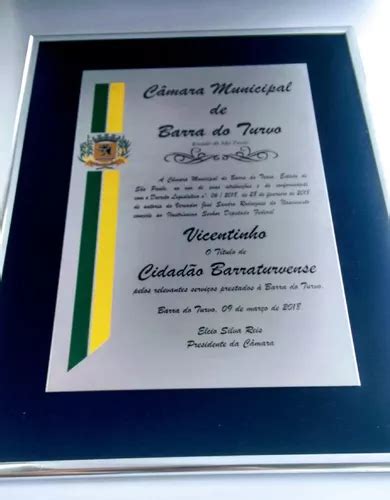 Câmara Municipal
de
Barra do Turvo
Estado de São Paulo
A Câmara Municipal de Barra do Turvo, Estado de
São Paulo, no uso de suas atribuições e de conformidade
com o Decreto Legislativo nº 06 / 2018, de 28 de fevereiro de 2018
de autoria do Vereador José Sandro Rodrigues do Nascimento
concede ao Ilustríssimo Senhor Deputado Federal
Vicentinho
O Título de
Cidadão Barraturvense
pelos relevantes serviços prestados à Barra do Turvo.
Barra do Turvo, 09 de março de 2018.
Elcio Silva Reis
Presidente da Câmara